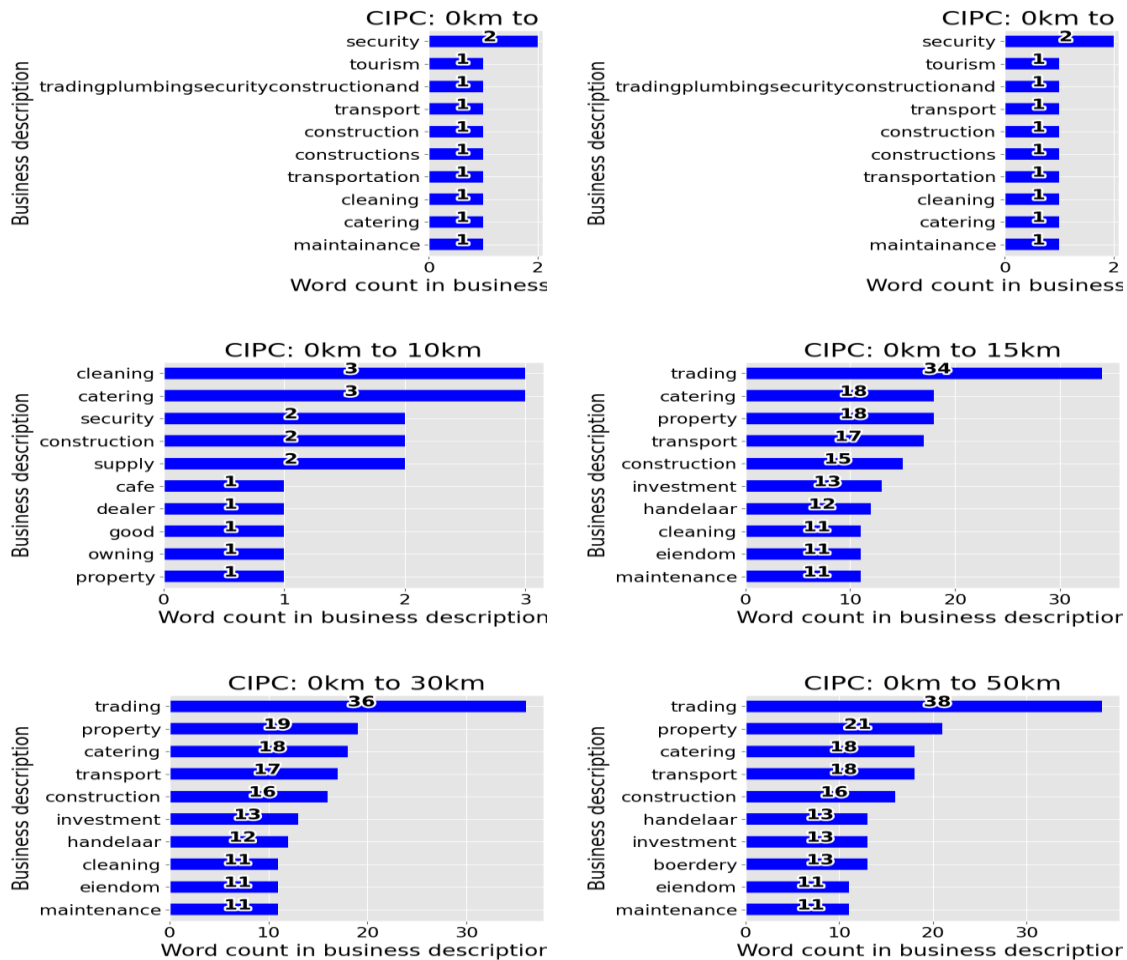 CIPC: 0km to
Business description
security 2
tourism 1
tradingplumbingsecurityconstructionand 1
transport 1
construction 1
constructions 1
transportation 1
cleaning 1
catering 1
maintainance 1
0 2
Word count in business
CIPC: 0km to
Business description
security 2
tourism 1
tradingplumbingsecurityconstructionand 1
transport 1
construction 1
constructions 1
transportation 1
cleaning 1
catering 1
maintainance 1
0 2
Word count in business
CIPC: 0km to 10km
Business description
cleaning 3
catering 3
security 2
construction 2
supply 2
cafe 1
dealer 1
good 1
owning 1
property 1
0 1 2 3
Word count in business description
CIPC: 0km to 15km
Business description
trading 34
catering 18
property 18
transport 17
construction 15
investment 13
handelaar 12
cleaning 11
eiendom 11
maintenance 11
0 10 20 30
Word count in business description
CIPC: 0km to 30km
Business description
trading 36
property 19
catering 18
transport 17
construction 16
investment 13
handelaar 12
cleaning 11
eiendom 11
maintenance 11
0 10 20 30
Word count in business description
CIPC: 0km to 50km
Business description
trading 38
property 21
catering 18
transport 18
construction 16
handelaar 13
investment 13
boerdery 13
eiendom 11
maintenance 11
0 10 20 30
Word count in business description